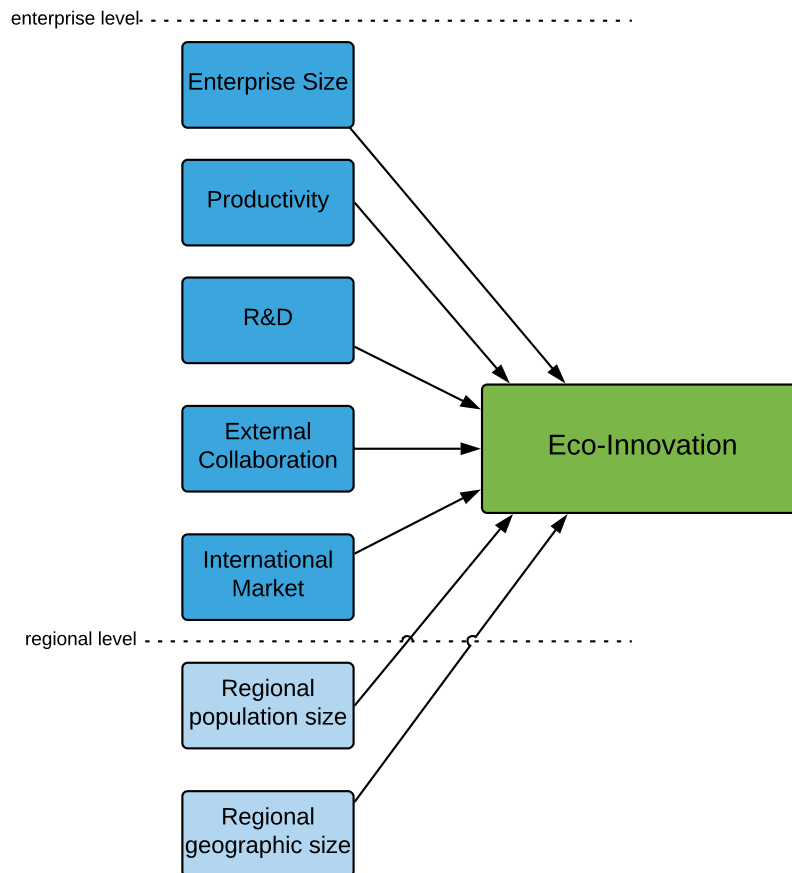 enterprise level
Enterprise Size
Productivity
R&D
External
Collaboration
Eco-Innovation
International
Market
regional level
Regional
population size
Regional
geographic size